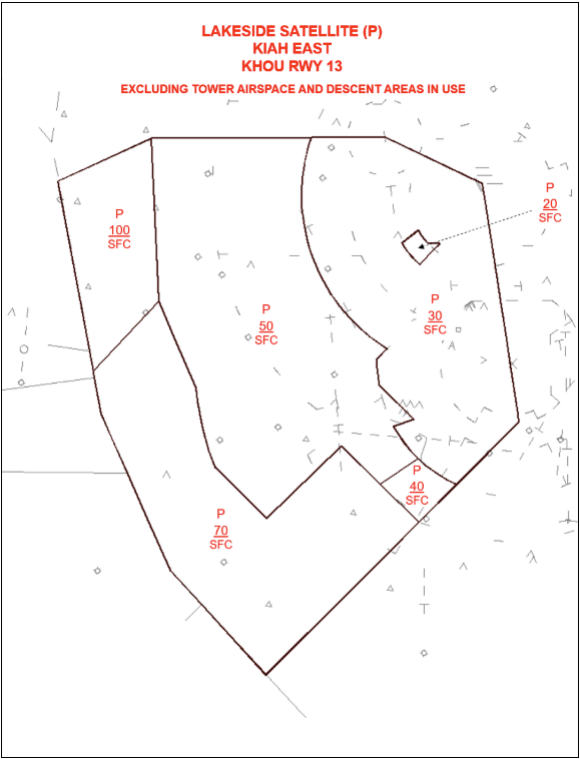 LAKESIDE SATELLITE (P)
KIAH EAST
KHOU RWY 13
EXCLUDING TOWER AIRSPACE AND DESCENT AREAS IN USE
P
20
SFC
P
100
SFC
P
50
SFC
P
30
SFC
P
40
SFC
P
70
SFC